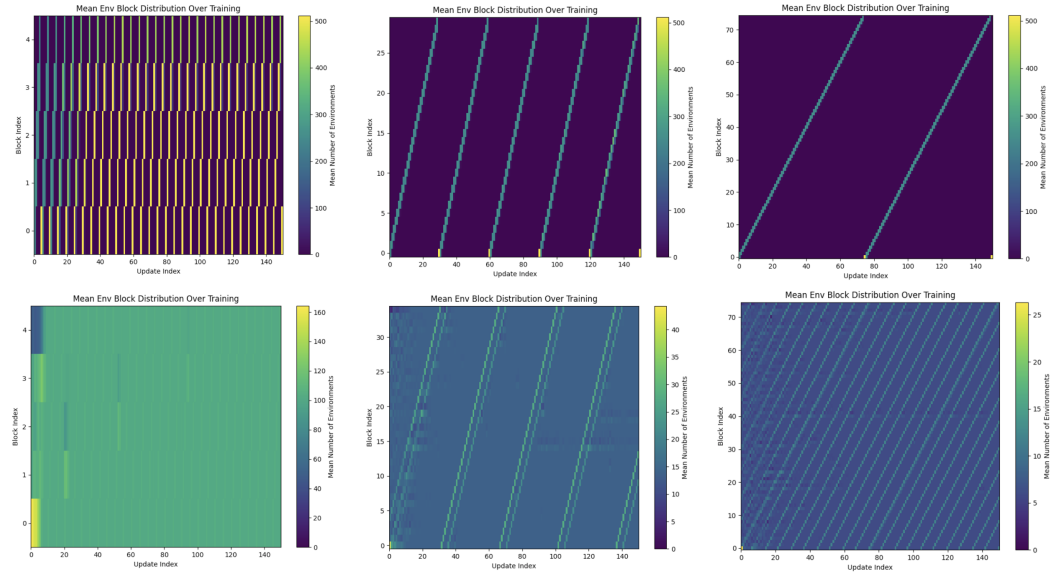 Mean Env Block Distribution Over Training
Block Index
4
3
2
1
0
0 20 40 60 80 100 120 140
Update Index
500
400
300
200
100
0
Mean Number of Environments
Mean Env Block Distribution Over Training
Block Index
25
20
15
10
5
0
0 20 40 60 80 100 120 140
Update Index
500
400
300
200
100
0
Mean Number of Environments
Mean Env Block Distribution Over Training
Block Index
70
60
50
40
30
20
10
0
0 20 40 60 80 100 120 140
Update Index
500
400
300
200
100
0
Mean Number of Environments
Mean Env Block Distribution Over Training
Block Index
4
3
2
1
0
0 20 40 60 80 100 120 140
Update Index
160
140
120
100
80
60
40
20
0
Mean Number of Environments
Mean Env Block Distribution Over Training
Block Index
30
25
20
15
10
5
0
0 20 40 60 80 100 120 140
Update Index
40
35
30
25
20
15
10
5
0
Mean Number of Environments
Mean Env Block Distribution Over Training
Block Index
70
60
50
40
30
20
10
0
0 20 40 60 80 100 120 140
Update Index
25
20
15
10
5
0
Mean Number of Environments